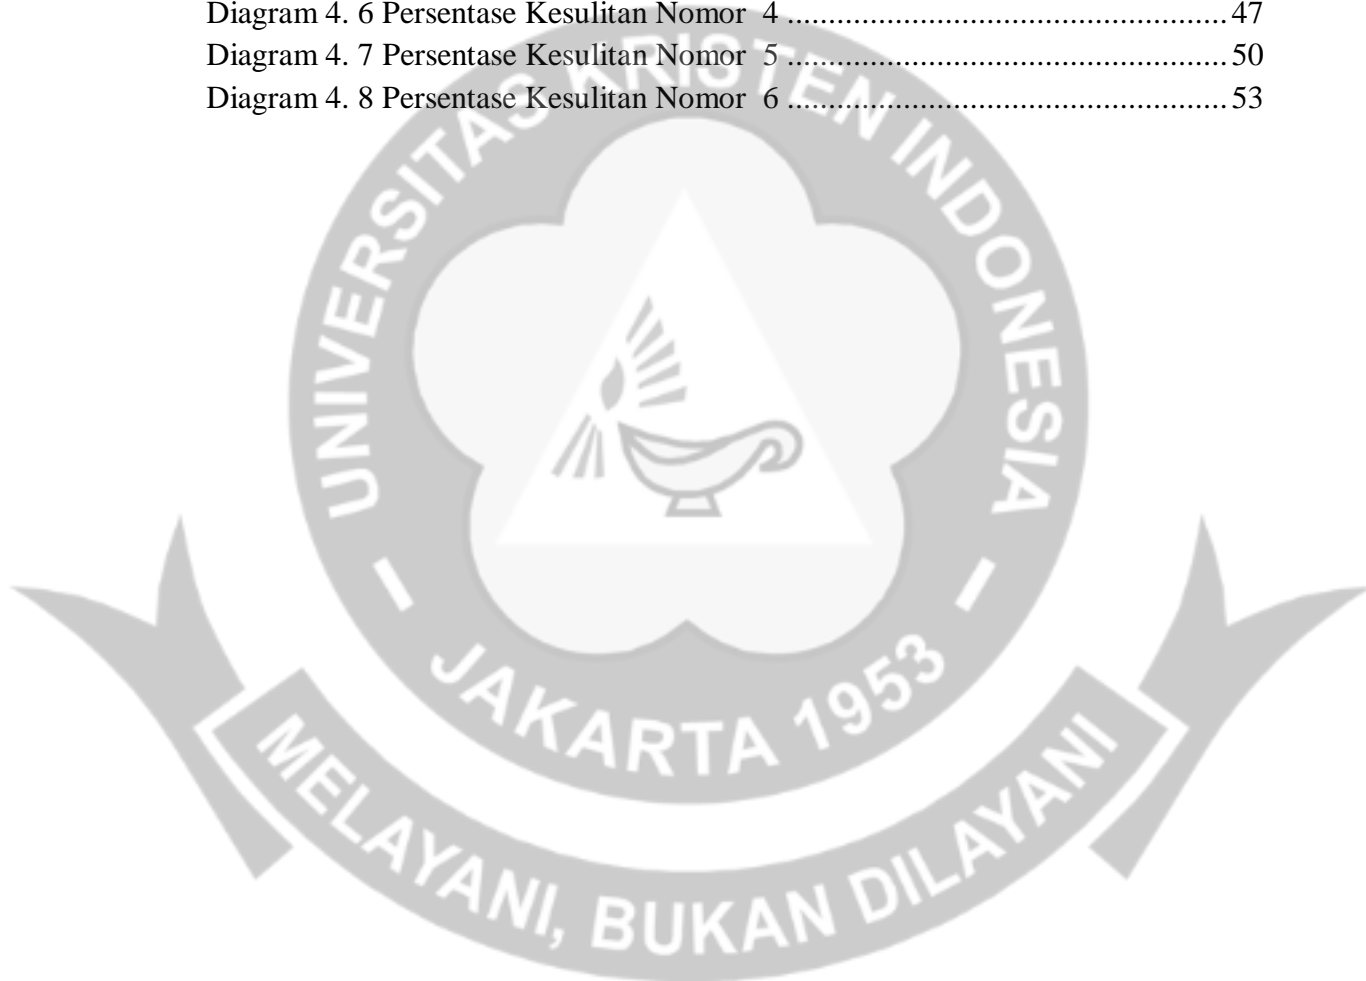 Diagram 4. 6 Persentase Kesulitan Nomor  4 ...................................................... 47
Diagram 4. 7 Persentase Kesulitan Nomor  5 ...................................................... 50
Diagram 4. 8 Persentase Kesulitan Nomor  6 ...................................................... 53
UNIVERSITAS KRISTEN INDONESIA
JAKARTA 1953
MELAYANI, BUKAN DILAYANI